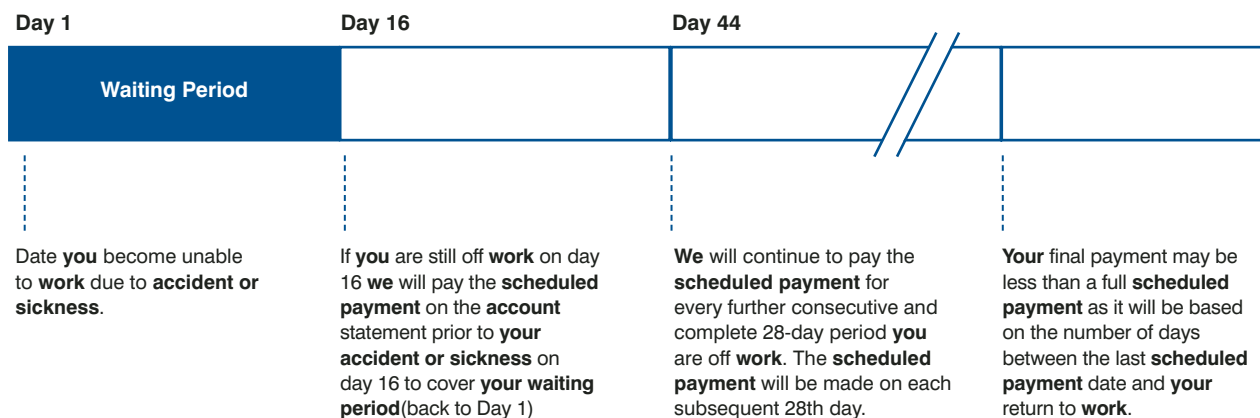 Day 1
Day 16
Day 44
Waiting Period
Date you become unable
to work due to accident or
sickness.
If you are still off work on day
16 we will pay the scheduled
payment on the account
statement prior to your
accident or sickness on
day 16 to cover your waiting
period(back to Day 1)
We will continue to pay the
scheduled payment for
every further consecutive and
complete 28-day period you
are off work. The scheduled
payment will be made on each
subsequent 28th day.
Your final payment may be
less than a full scheduled
payment as it will be based
on the number of days
between the last scheduled
payment date and your
return to work.